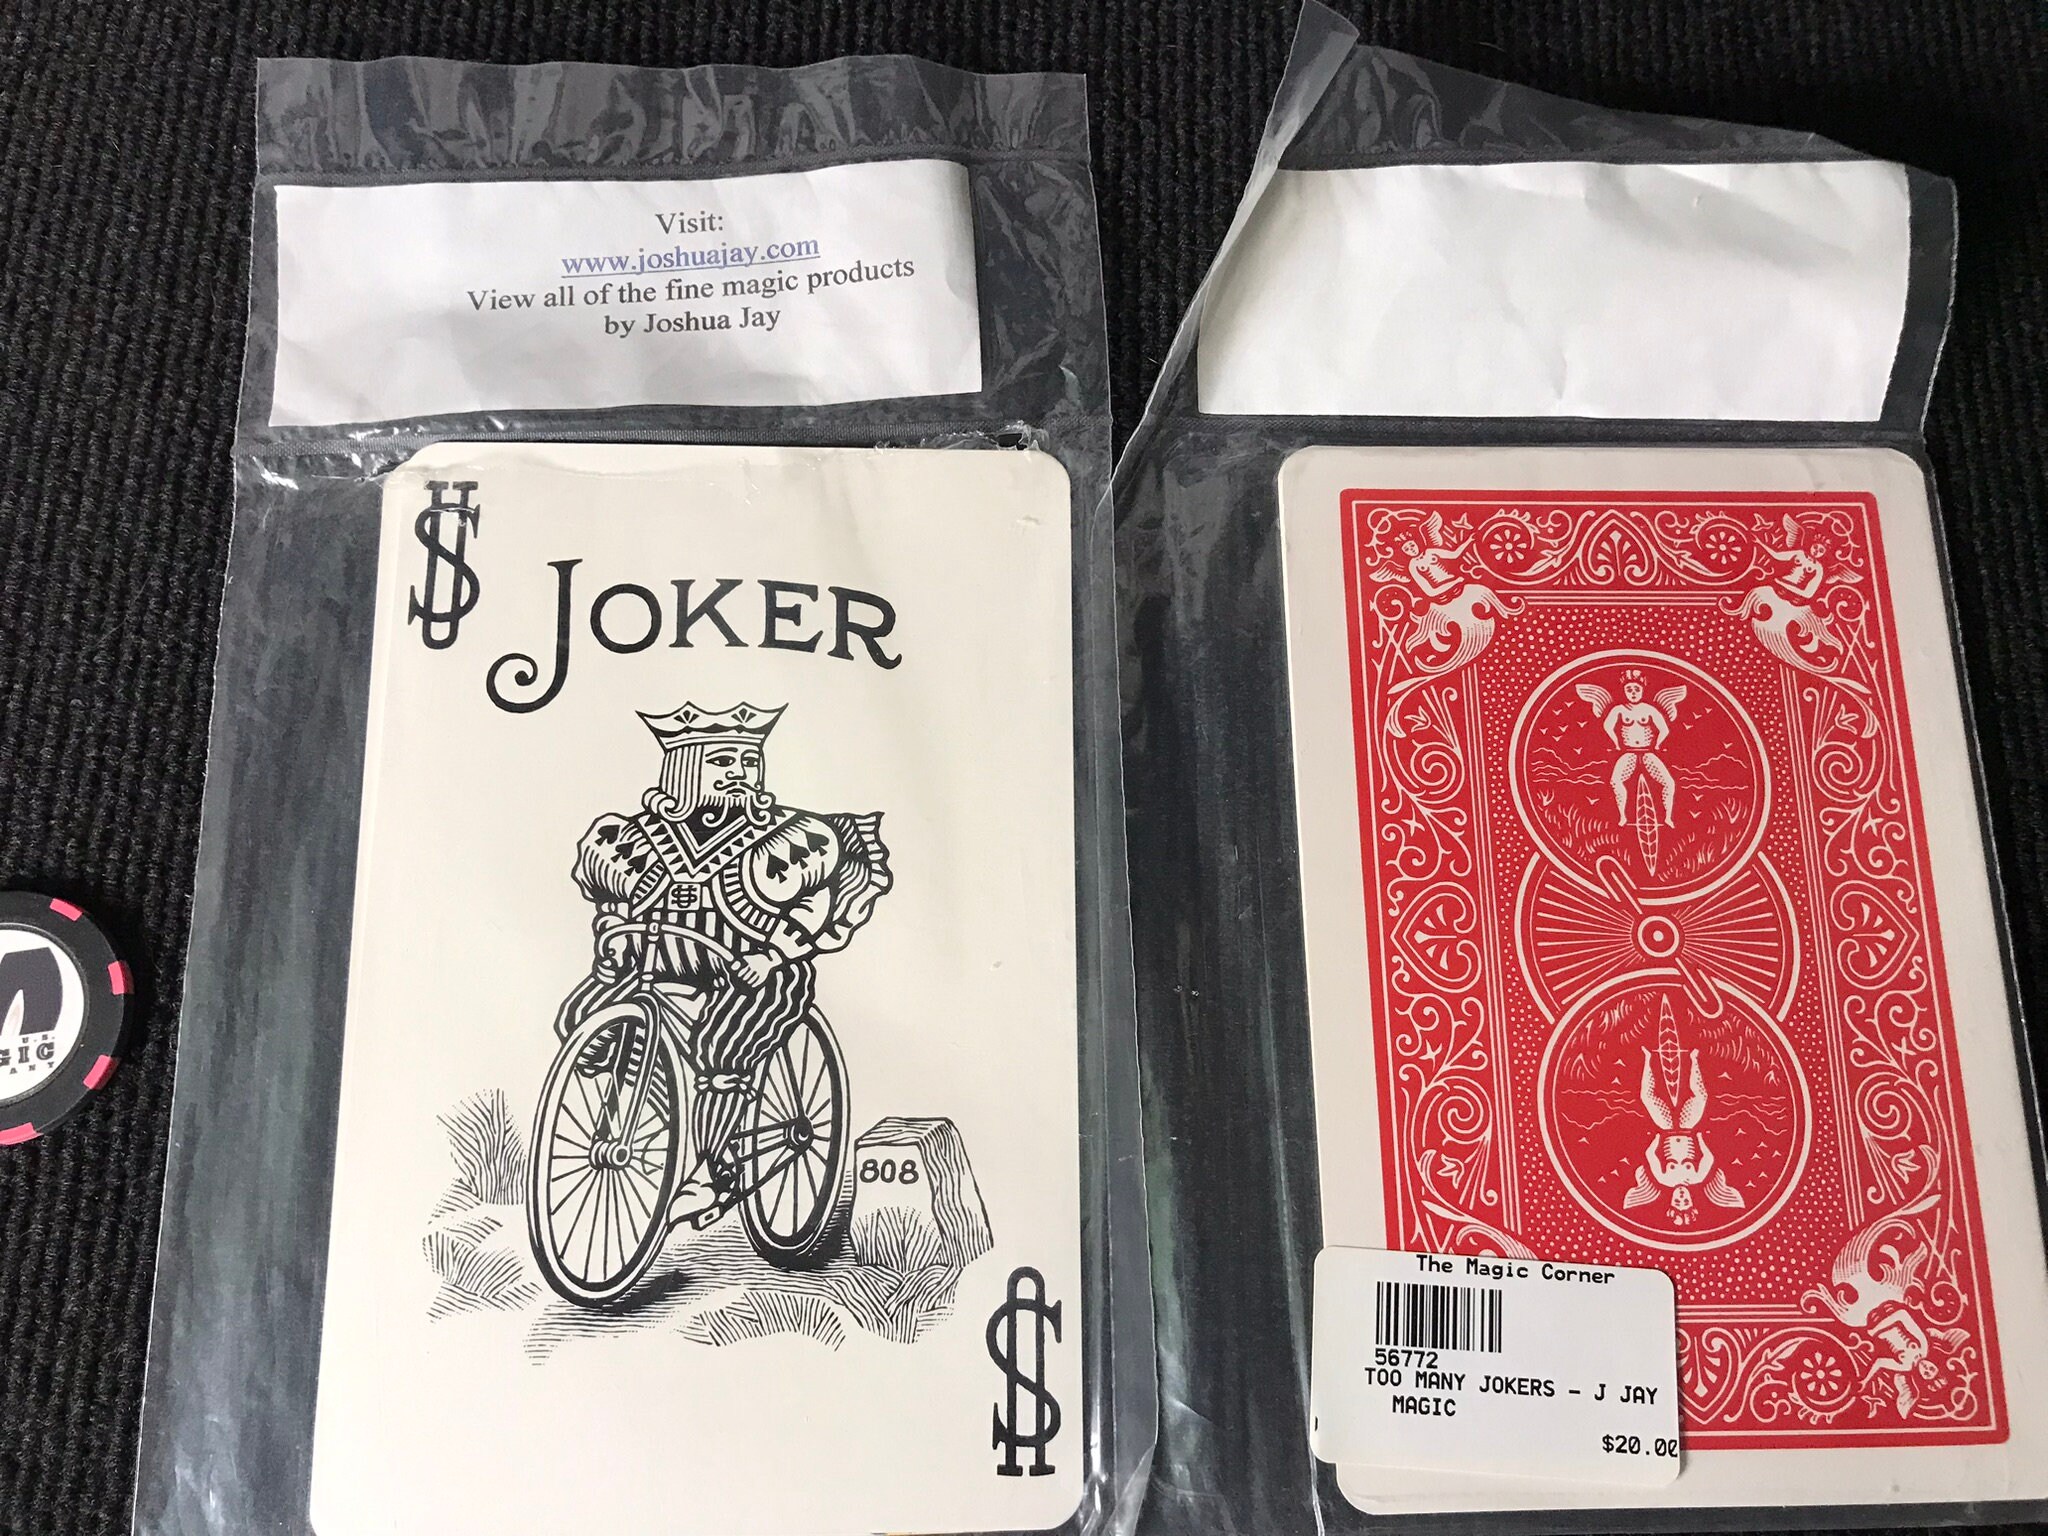 Visit:
www.joshuajay.com
View all of the fine magic products
by Joshua Jay
JOKER
808
The Magic Corner
56772
TOO MANY JOKERS - J JAY
MAGIC
$20.00